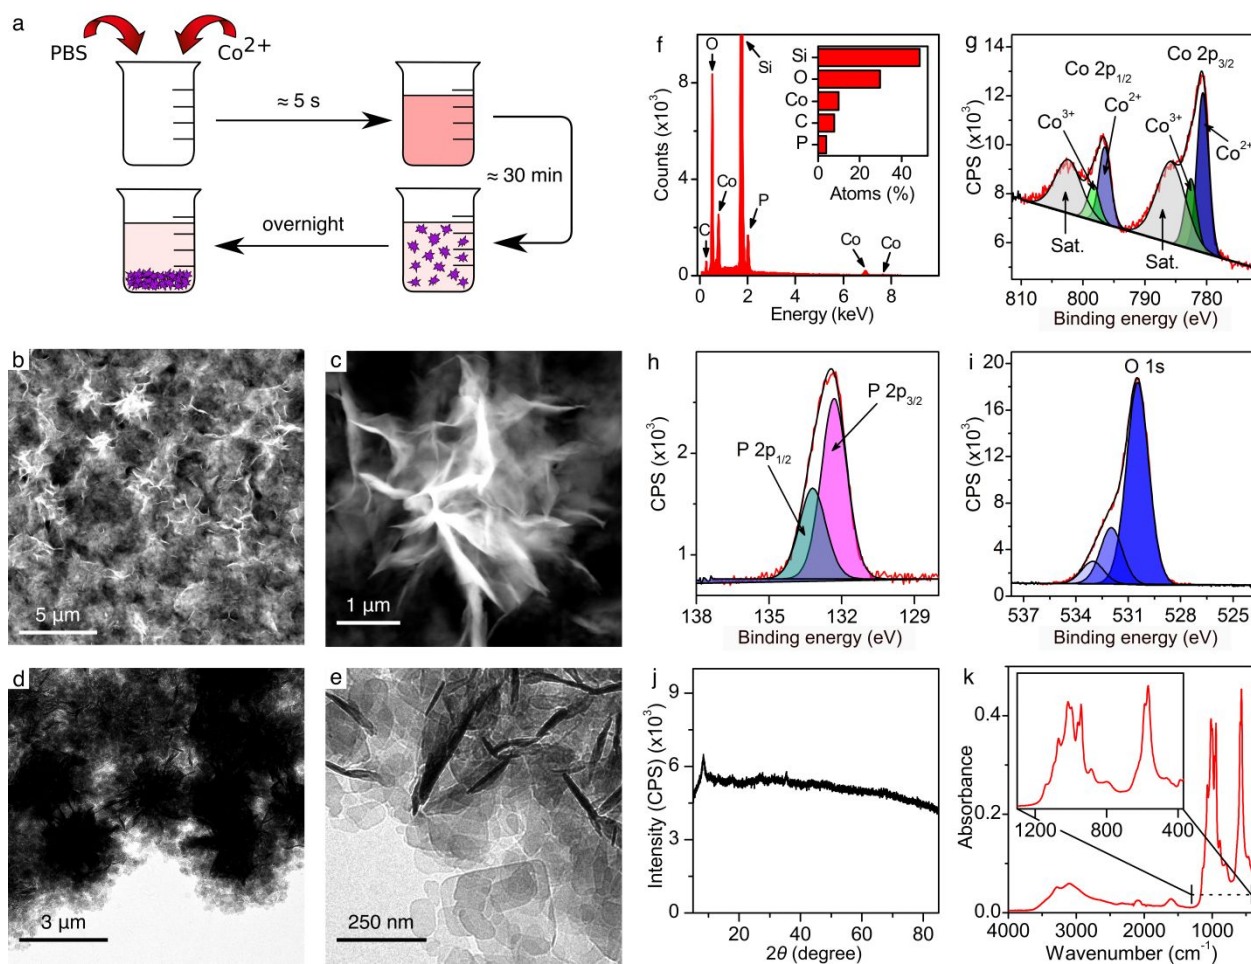 a
PBS
Co²⁺
≈ 5 s
≈ 30 min
overnight
b
5 µm
c
1 µm
d
3 µm
e
250 nm
f
Counts (x10³)
8
4
0
O
Si
C
Co
P
Co
Co
Si
O
Co
C
P
0 20 40
Atoms (%)
0 2 4 6 8
Energy (keV)
g
CPS (x10³)
14
12
10
8
6
Co 2p₃/₂
Co 2p₁/₂
Co³⁺
Co²⁺
Co³⁺
Co²⁺
Sat.
Sat.
810 800 790 780
Binding energy (eV)
h
CPS (x10³)
2
1
P 2p₃/₂
P 2p₁/₂
138 135 132 129
Binding energy (eV)
i
O 1s
CPS (x10³)
20
16
12
8
4
0
537 534 531 528 525
Binding energy (eV)
j
Intensity (CPS) (x10³)
9
6
3
0
20 40 60 80
2θ (degree)
k
Absorbance
0.4
0.2
0.0
1200 800 400
4000 3000 2000 1000
Wavenumber (cm⁻¹)